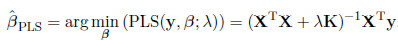 β̂_PLS = arg min_β (PLS(y, β; λ)) = (XᵀX + λK)⁻¹Xᵀy